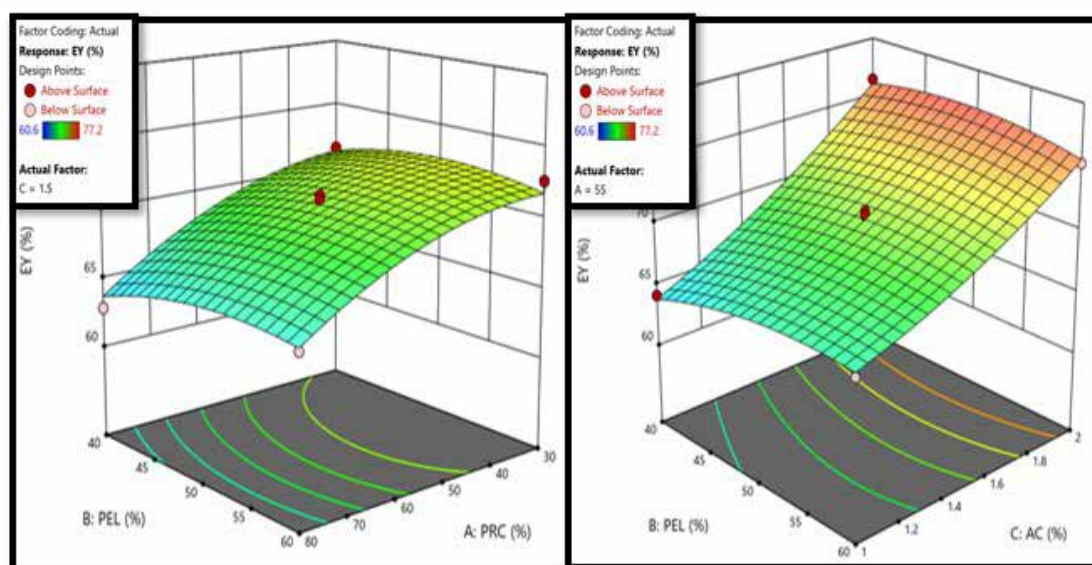 Factor Coding: Actual
Response: EY (%)
Design Points:
Above Surface
Below Surface
60.6 77.2
Actual Factor:
C = 1.5
EY (%)
65
60
40
45
50
55
60
B: PEL (%)
80
70
60
50
40
30
A: PRC (%)
Factor Coding: Actual
Response: EY (%)
Design Points:
Above Surface
Below Surface
60.6 77.2
Actual Factor:
A = 55
EY (%)
70
65
60
40
45
50
55
60
B: PEL (%)
1
1.2
1.4
1.6
1.8
2
C: AC (%)